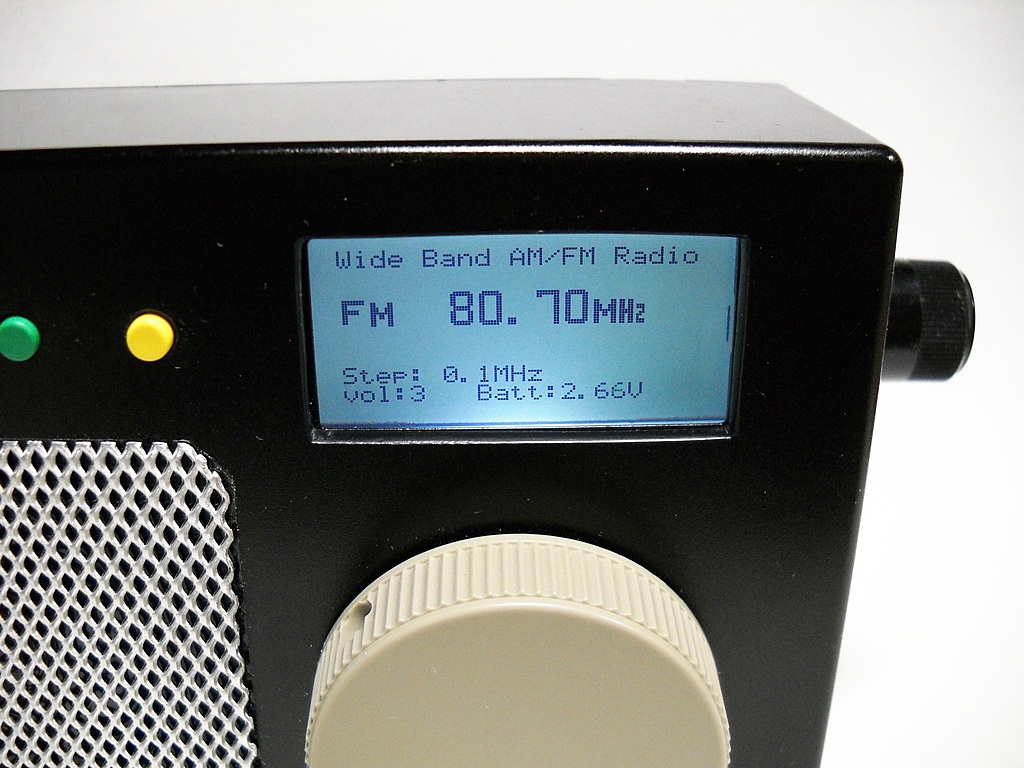 Wide Band AM/FM Radio
FM 80.70MHz
Step: 0.1MHz
Vol:3 Batt:2.66V